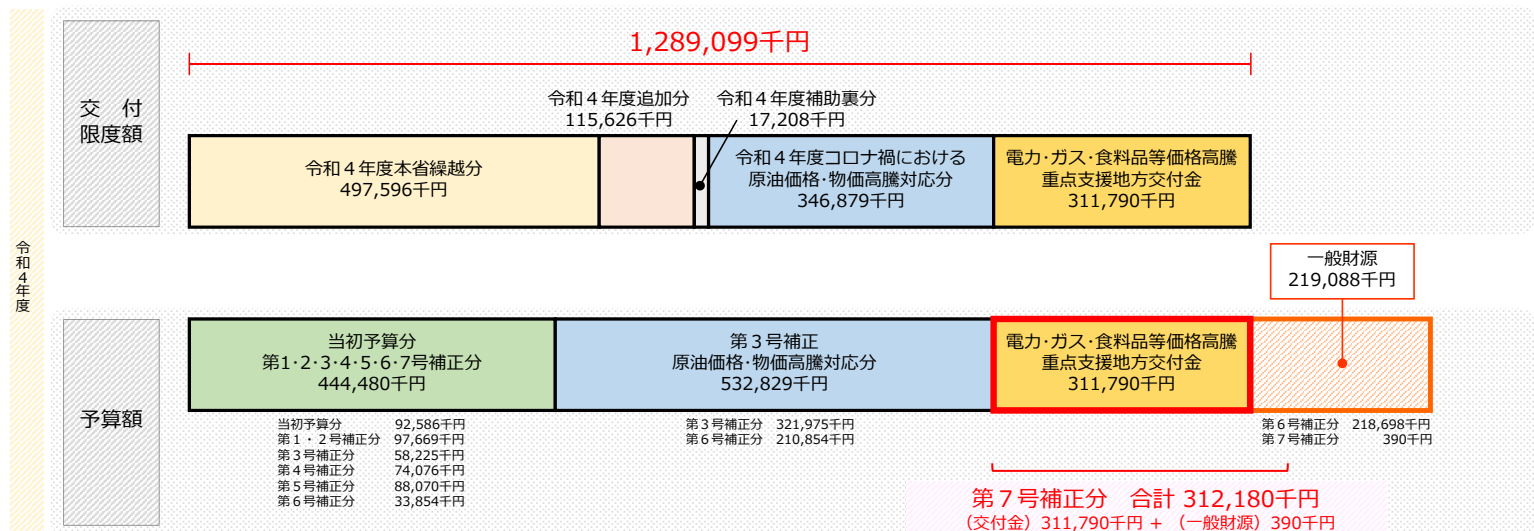 令和４年度
交　付
限度額
1,289,099千円
令和４年度追加分
115,626千円
令和４年度補助裏分
17,208千円
令和４年度本省繰越分
497,596千円
令和４年度コロナ禍における
原油価格･物価高騰対応分
346,879千円
電力･ガス･食料品等価格高騰
重点支援地方交付金
311,790千円
一般財源
219,088千円
予算額
当初予算分
第1･2･3･4･5･6･7号補正分
444,480千円
第３号補正
原油価格･物価高騰対応分
532,829千円
電力･ガス･食料品等価格高騰
重点支援地方交付金
311,790千円
当初予算分　92,586千円
第１・２号補正分　97,669千円
第３号補正分　58,225千円
第４号補正分　74,076千円
第５号補正分　88,070千円
第６号補正分　33,854千円
第３号補正分　321,975千円
第６号補正分　210,854千円
第６号補正分　218,698千円
第７号補正分　390千円
第７号補正分　合計 312,180千円
（交付金）311,790千円 + （一般財源）390千円